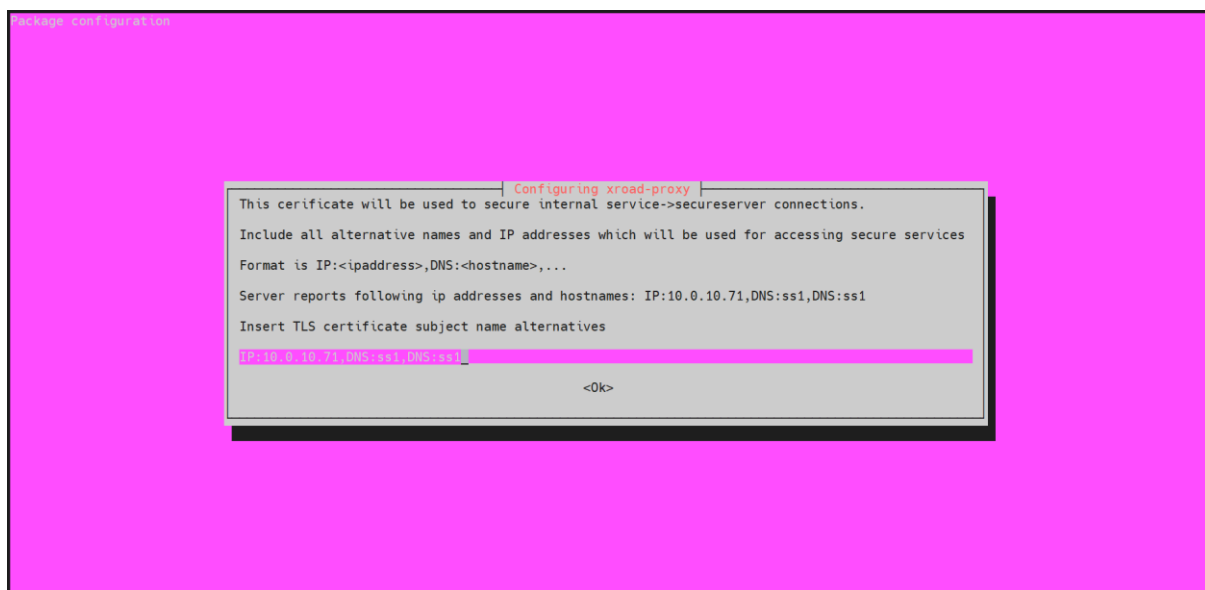 Package configuration
Configuring xroad-proxy
This cerificate will be used to secure internal service->secureserver connections.
Include all alternative names and IP addresses which will be used for accessing secure services
Format is IP:<ipaddress>,DNS:<hostname>,...
Server reports following ip addresses and hostnames: IP:10.0.10.71,DNS:ss1,DNS:ss1
Insert TLS certificate subject name alternatives
IP:10.0.10.71,DNS:ss1,DNS:ss1_
<Ok>